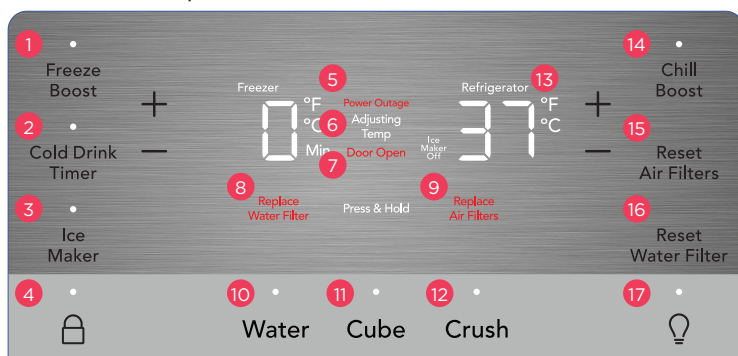 1
Freeze
Boost
+
2
Cold Drink
Timer
−
3
Ice
Maker
4
Freezer
0
°F
°C
Min
5
Power Outage
6
Adjusting
Temp
7
Door Open
8
Replace
Water Filter
Press & Hold
9
Replace
Air Filters
Refrigerator
13
37
°F
°C
Ice
Maker
Off
+
−
14
Chill
Boost
15
Reset
Air Filters
16
Reset
Water Filter
10
Water
11
Cube
12
Crush
17